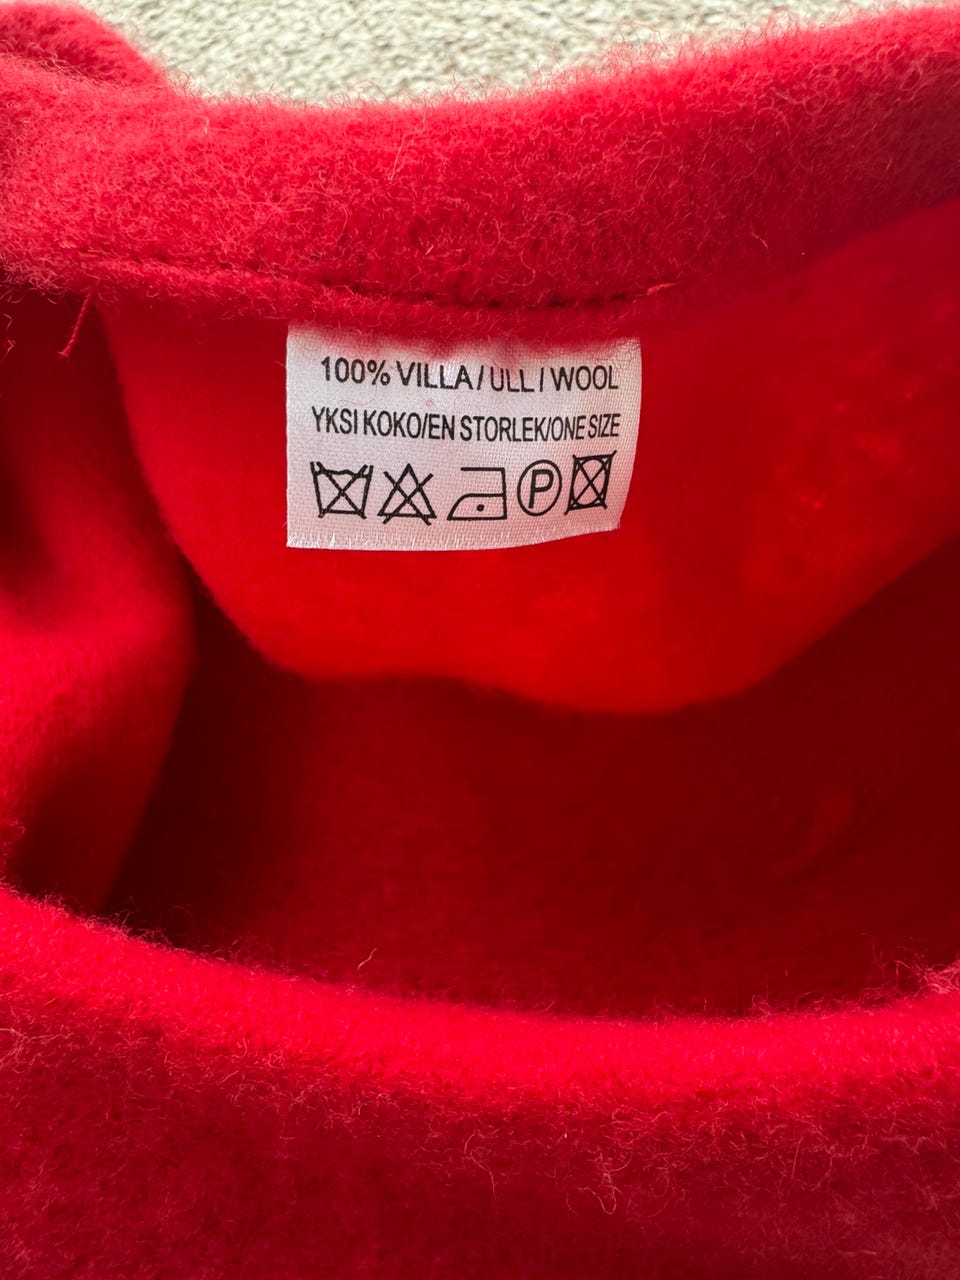 100% VILLA / ULL / WOOL
YKSI KOKO/EN STORLEK/ONE SIZE
P